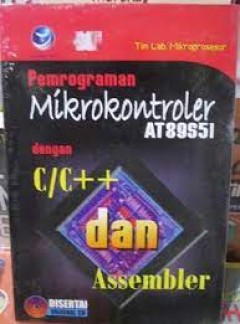 Tim Lab. Mikroprosesor
Pemrograman
Mikrokontroler
AT89S51
dengan
C/C++
dan
Assembler
DISERTAI